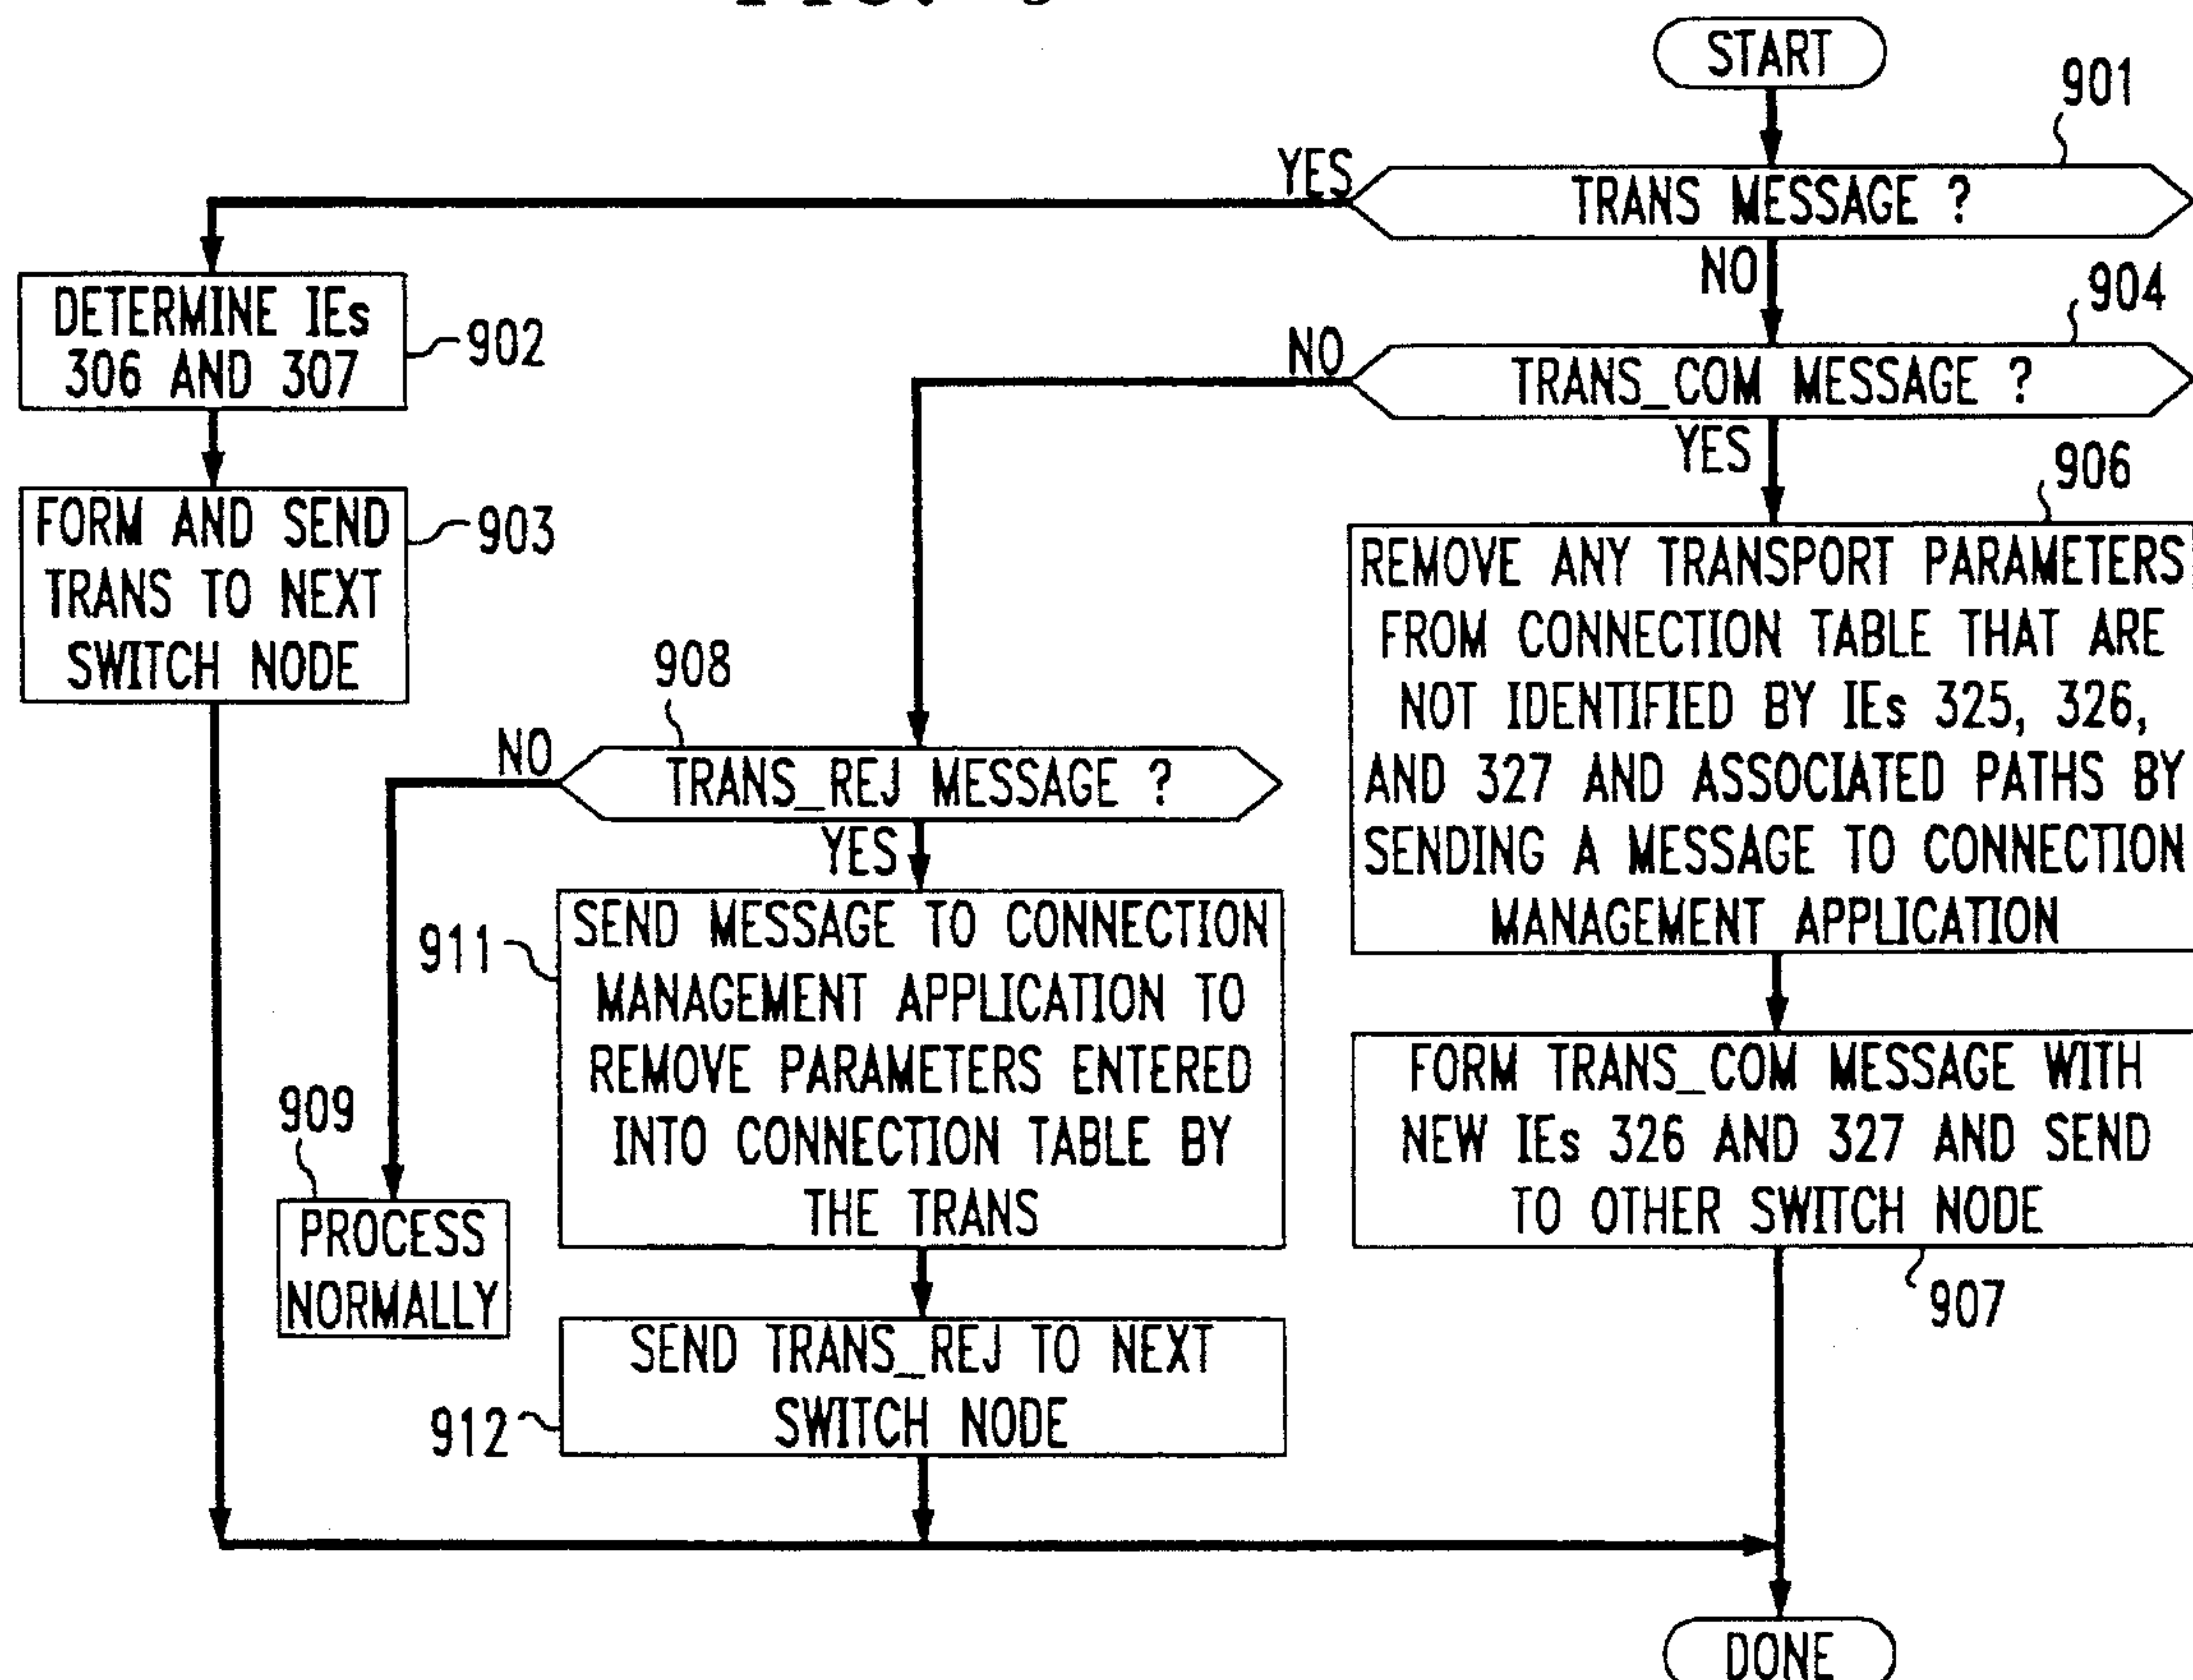 START
901
YES
TRANS MESSAGE ?
NO
904
DETERMINE IEs
306 AND 307
902
NO
TRANS_COM MESSAGE ?
YES
906
FORM AND SEND
TRANS TO NEXT
SWITCH NODE
903
REMOVE ANY TRANSPORT PARAMETERS
FROM CONNECTION TABLE THAT ARE
NOT IDENTIFIED BY IEs 325, 326,
AND 327 AND ASSOCIATED PATHS BY
SENDING A MESSAGE TO CONNECTION
MANAGEMENT APPLICATION
908
NO
TRANS_REJ MESSAGE ?
YES
911
SEND MESSAGE TO CONNECTION
MANAGEMENT APPLICATION TO
REMOVE PARAMETERS ENTERED
INTO CONNECTION TABLE BY
THE TRANS
FORM TRANS_COM MESSAGE WITH
NEW IEs 326 AND 327 AND SEND
TO OTHER SWITCH NODE
907
909
PROCESS
NORMALLY
SEND TRANS_REJ TO NEXT
SWITCH NODE
912
DONE